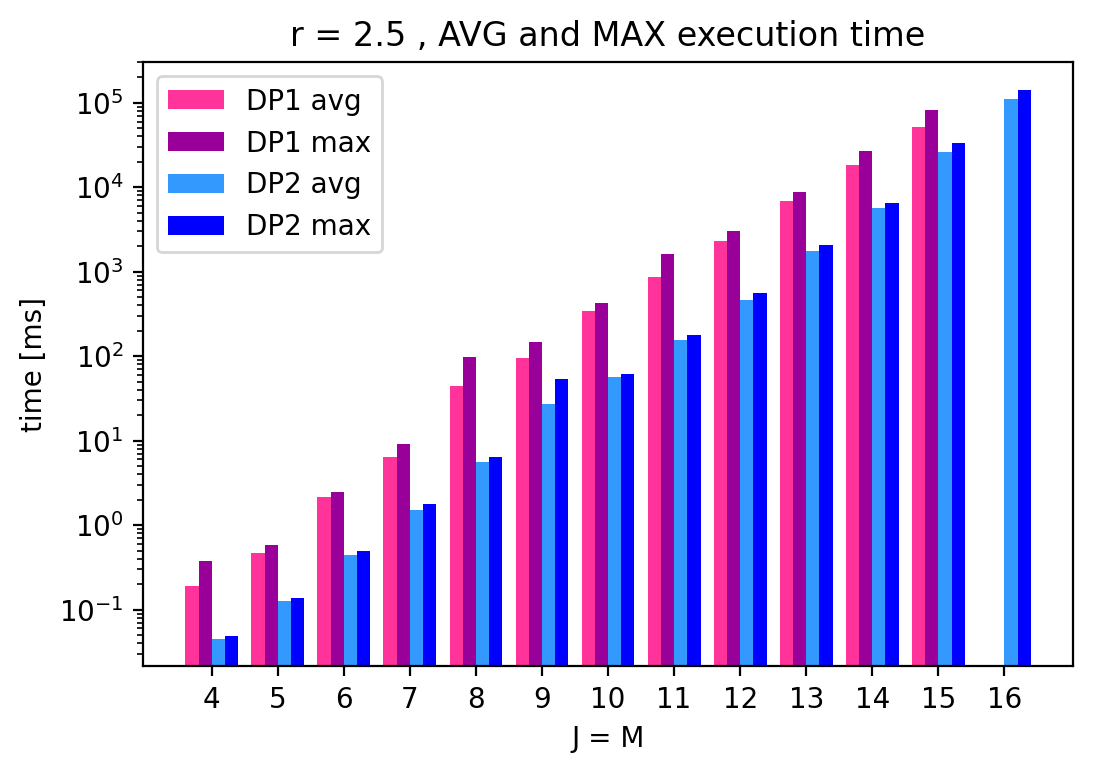 r = 2.5 , AVG and MAX execution time
DP1 avg
DP1 max
DP2 avg
DP2 max
10⁵
10⁴
10³
10²
10¹
10⁰
10⁻¹
time [ms]
4 5 6 7 8 9 10 11 12 13 14 15 16
J = M